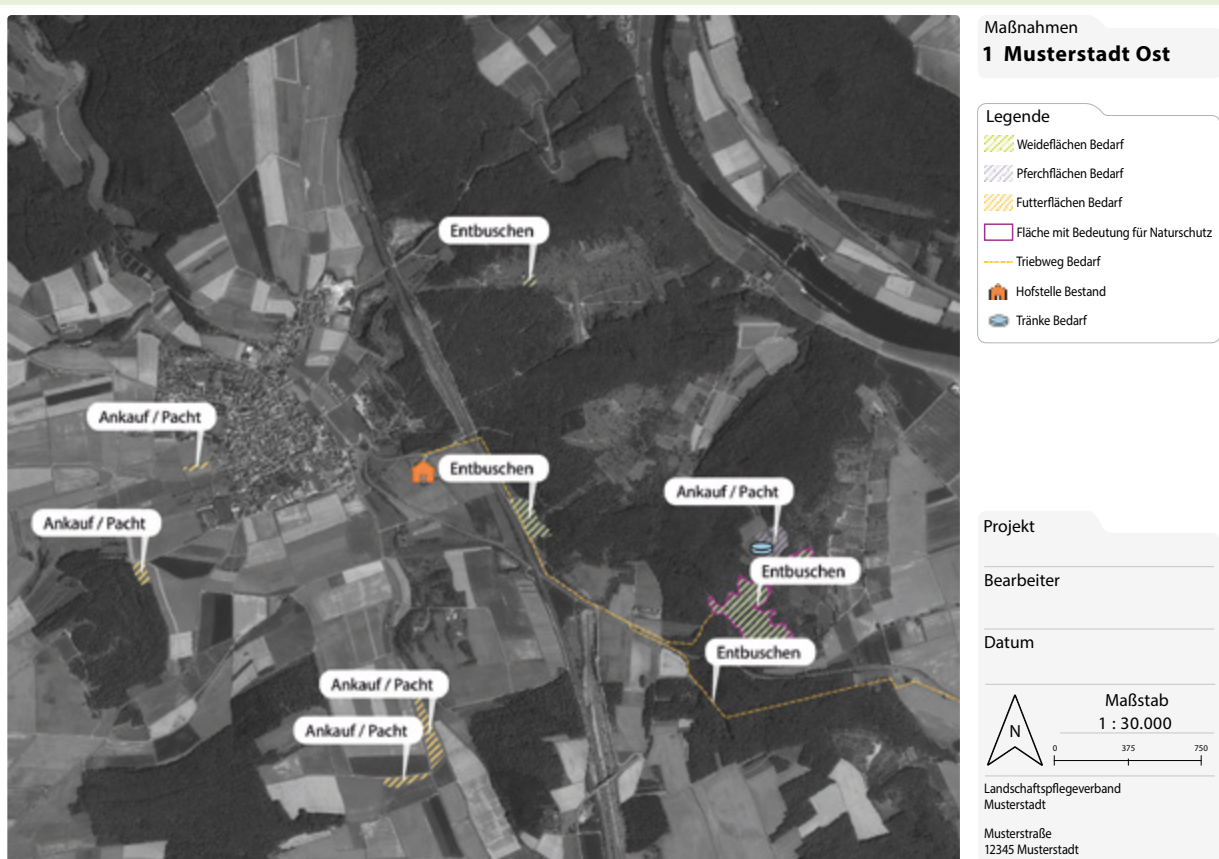 Maßnahmen
1 Musterstadt Ost
Legende
Weideflächen Bedarf
Pferchflächen Bedarf
Futterflächen Bedarf
Fläche mit Bedeutung für Naturschutz
Triebweg Bedarf
Hofstelle Bestand
Tränke Bedarf
Entbuschen
Ankauf / Pacht
Entbuschen
Ankauf / Pacht
Ankauf / Pacht
Entbuschen
Entbuschen
Ankauf / Pacht
Ankauf / Pacht
Projekt
Bearbeiter
Datum
N
Maßstab
1 : 30.000
0 375 750
Landschaftspflegeverband
Musterstadt
Musterstraße
12345 Musterstadt